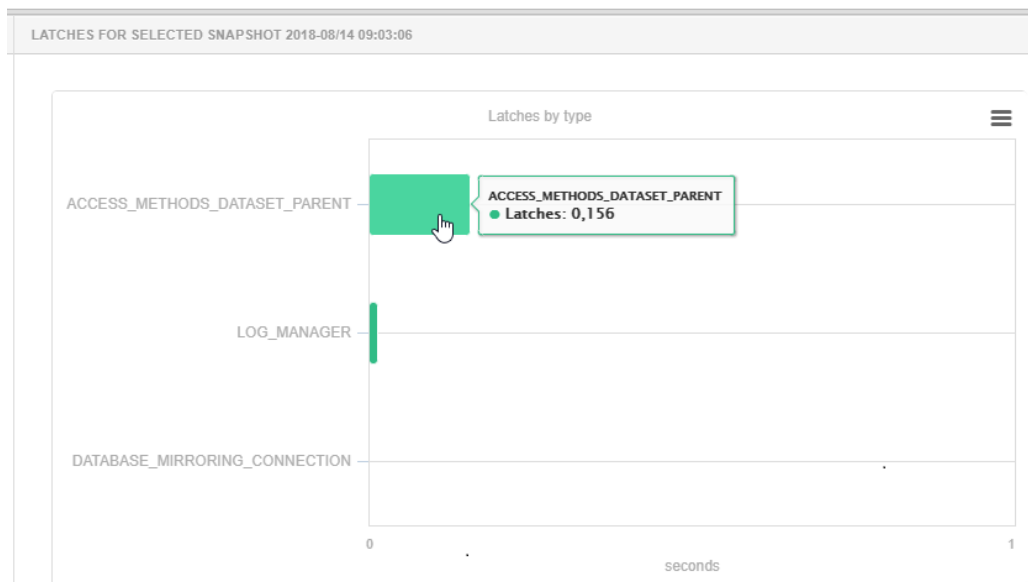 LATCHES FOR SELECTED SNAPSHOT 2018-08/14 09:03:06
Latches by type
ACCESS_METHODS_DATASET_PARENT
ACCESS_METHODS_DATASET_PARENT
Latches: 0,156
LOG_MANAGER
DATABASE_MIRRORING_CONNECTION
0
1
seconds